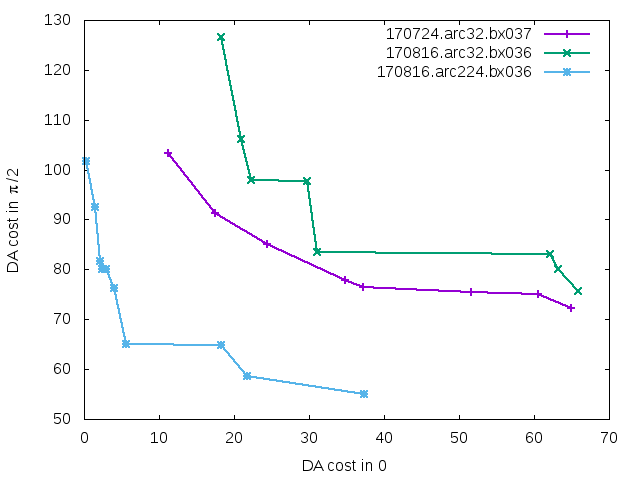 130
120
110
100
90
80
70
60
50
0 10 20 30 40 50 60 70
DA cost in π/2
DA cost in 0
170724.arc32.bx037
170816.arc32.bx036
170816.arc224.bx036